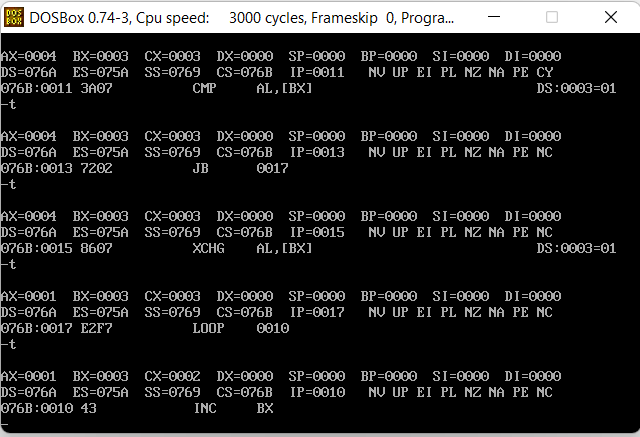 DOS
BOX
DOSBox 0.74-3, Cpu speed: 3000 cycles, Frameskip 0, Progra...
AX=0004 BX=0003 CX=0003 DX=0000 SP=0000 BP=0000 SI=0000 DI=0000
DS=076A ES=075A SS=0769 CS=076B IP=0011 NV UP EI PL NZ NA PE CY
076B:0011 3A07 CMP AL,[BX] DS:0003=01
-t
AX=0004 BX=0003 CX=0003 DX=0000 SP=0000 BP=0000 SI=0000 DI=0000
DS=076A ES=075A SS=0769 CS=076B IP=0013 NV UP EI PL NZ NA PE NC
076B:0013 7202 JB 0017
-t
AX=0004 BX=0003 CX=0003 DX=0000 SP=0000 BP=0000 SI=0000 DI=0000
DS=076A ES=075A SS=0769 CS=076B IP=0015 NV UP EI PL NZ NA PE NC
076B:0015 8607 XCHG AL,[BX] DS:0003=01
-t
AX=0001 BX=0003 CX=0003 DX=0000 SP=0000 BP=0000 SI=0000 DI=0000
DS=076A ES=075A SS=0769 CS=076B IP=0017 NV UP EI PL NZ NA PE NC
076B:0017 E2F7 LOOP 0010
-t
AX=0001 BX=0003 CX=0002 DX=0000 SP=0000 BP=0000 SI=0000 DI=0000
DS=076A ES=075A SS=0769 CS=076B IP=0010 NV UP EI PL NZ NA PE NC
076B:0010 43 INC BX
-